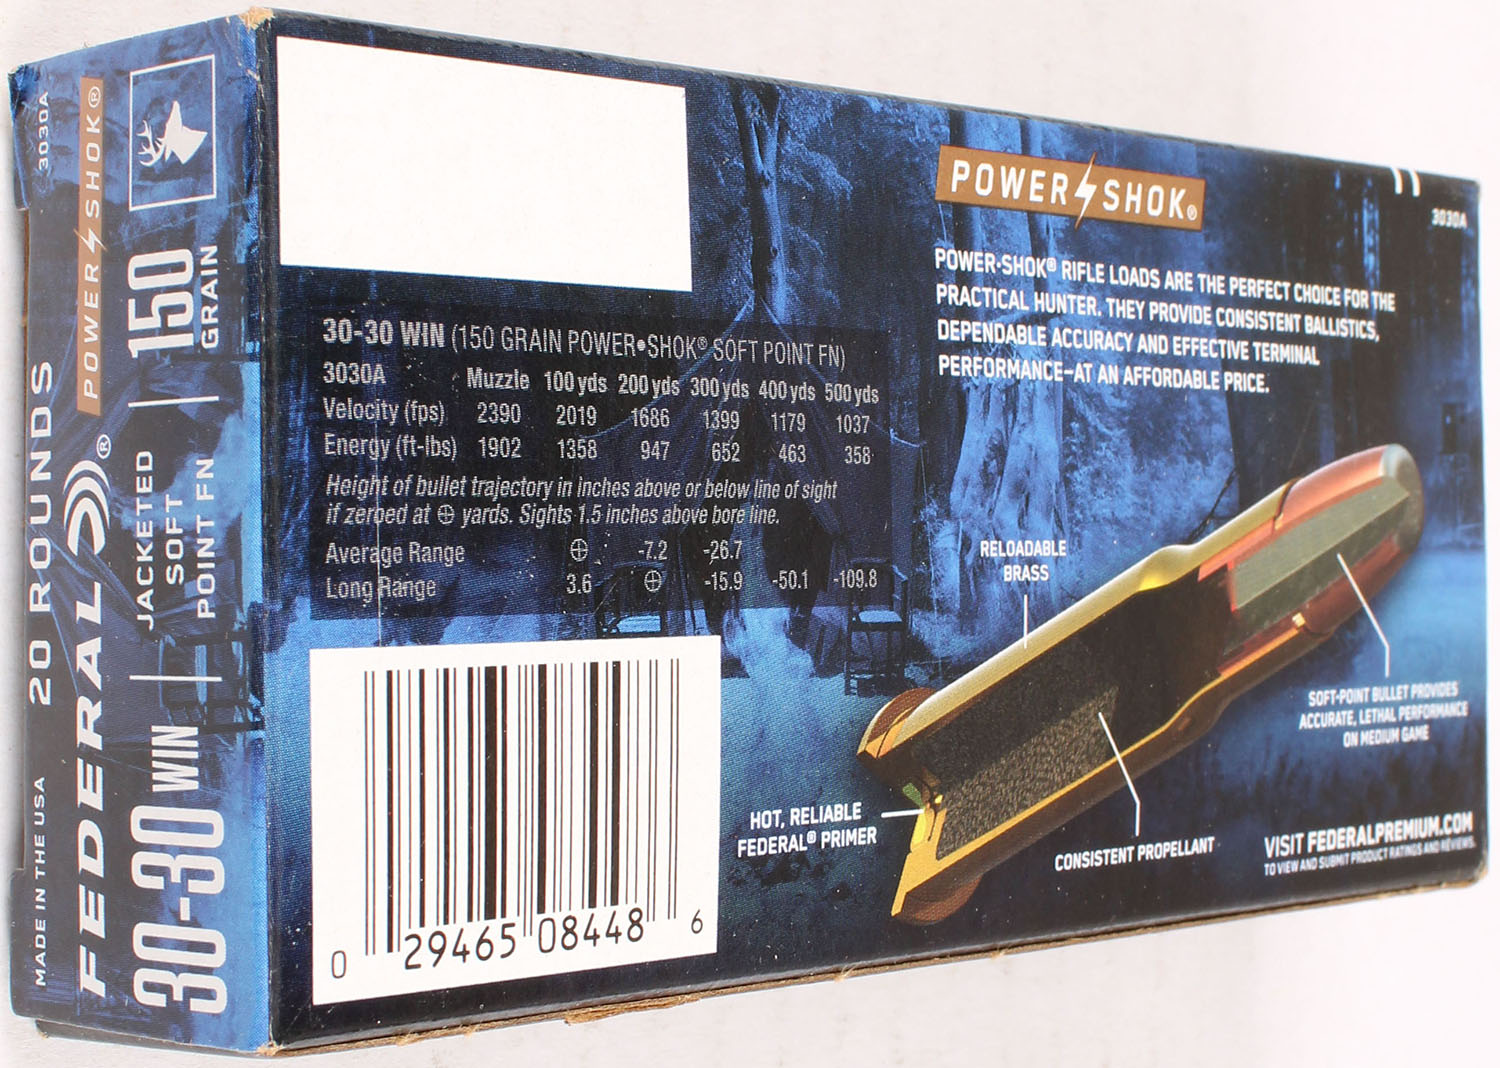 3030A
POWER SHOK®
150
GRAIN
JACKETED
SOFT
POINT FN
20 ROUNDS
FEDERAL®
30-30 WIN
MADE IN THE USA
30-30 WIN (150 GRAIN POWER•SHOK® SOFT POINT FN)
3030A Muzzle 100 yds 200 yds 300 yds 400 yds 500 yds
Velocity (fps) 2390 2019 1686 1399 1179 1037
Energy (ft-lbs) 1902 1358 947 652 463 358
Height of bullet trajectory in inches above or below line of sight
if zeroed at ⊕ yards. Sights 1.5 inches above bore line.
Average Range ⊕ -7.2 -26.7
Long Range 3.6 ⊕ -15.9 -50.1 -109.8
0 29465 08448 6
POWER SHOK®
3030A
POWER•SHOK® RIFLE LOADS ARE THE PERFECT CHOICE FOR THE
PRACTICAL HUNTER. THEY PROVIDE CONSISTENT BALLISTICS,
DEPENDABLE ACCURACY AND EFFECTIVE TERMINAL
PERFORMANCE–AT AN AFFORDABLE PRICE.
RELOADABLE
BRASS
SOFT-POINT BULLET PROVIDES
ACCURATE, LETHAL PERFORMANCE
ON MEDIUM GAME
HOT, RELIABLE
FEDERAL® PRIMER
CONSISTENT PROPELLANT
VISIT FEDERALPREMIUM.COM
TO VIEW AND SUBMIT PRODUCT RATINGS AND REVIEWS.